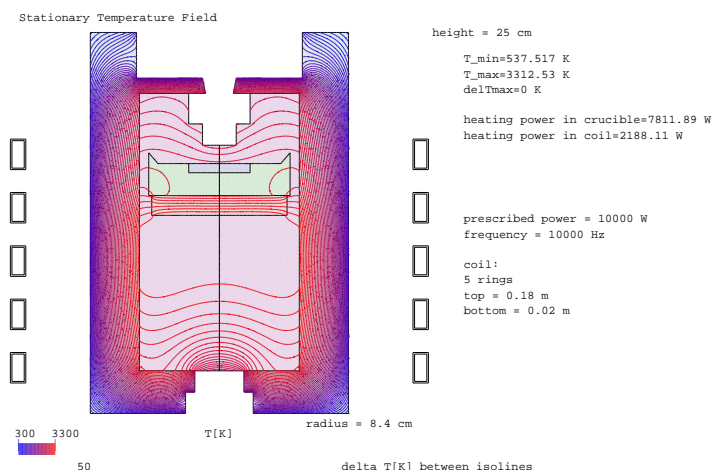 Stationary Temperature Field
height = 25 cm
T_min=537.517 K
T_max=3312.53 K
delTmax=0 K
heating power in crucible=7811.89 W
heating power in coil=2188.11 W
prescribed power = 10000 W
frequency = 10000 Hz
coil:
5 rings
top = 0.18 m
bottom = 0.02 m
radius = 8.4 cm
300 3300 T[K]
50 delta T[K] between isolines